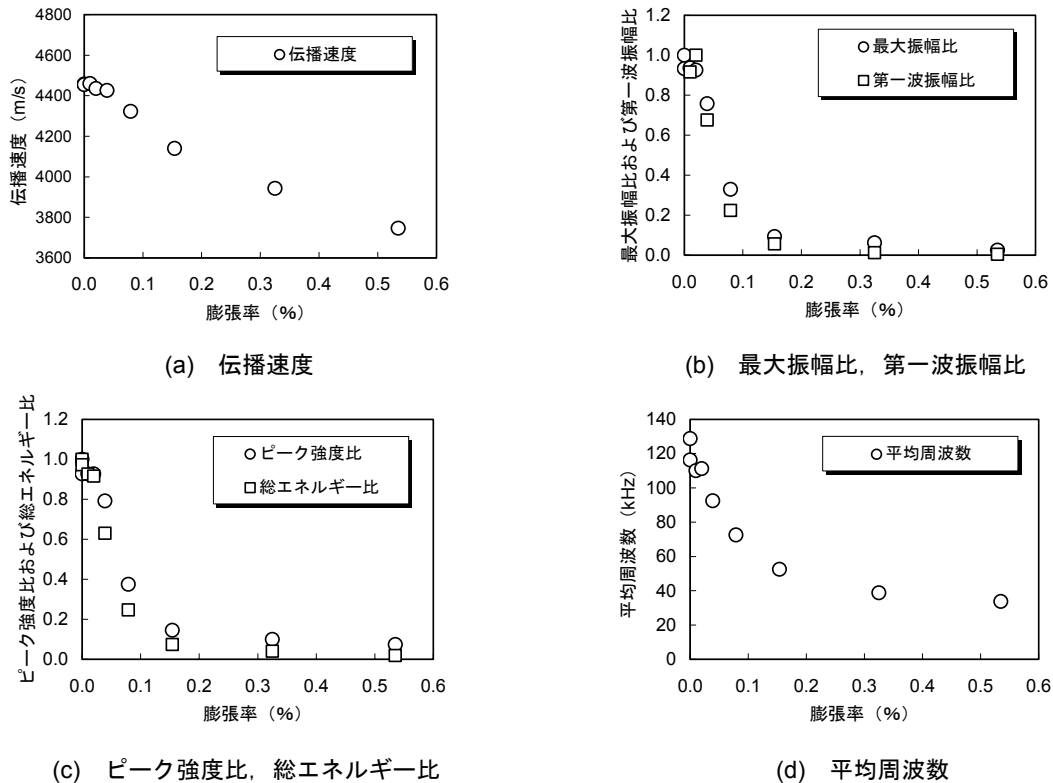 伝播速度（m/s）
4800
4600
4400
4200
4000
3800
3600
0.0 0.1 0.2 0.3 0.4 0.5 0.6
膨張率（%）
伝播速度
(a) 伝播速度
最大振幅比および第一波振幅比
1.2
1.0
0.8
0.6
0.4
0.2
0.0
0.0 0.1 0.2 0.3 0.4 0.5 0.6
膨張率（%）
最大振幅比
第一波振幅比
(b) 最大振幅比，第一波振幅比
ピーク強度比および総エネルギー比
1.2
1.0
0.8
0.6
0.4
0.2
0.0
0.0 0.1 0.2 0.3 0.4 0.5 0.6
膨張率（%）
ピーク強度比
総エネルギー比
(c) ピーク強度比，総エネルギー比
平均周波数（kHz）
140
120
100
80
60
40
20
0
0.0 0.1 0.2 0.3 0.4 0.5 0.6
膨張率（%）
平均周波数
(d) 平均周波数